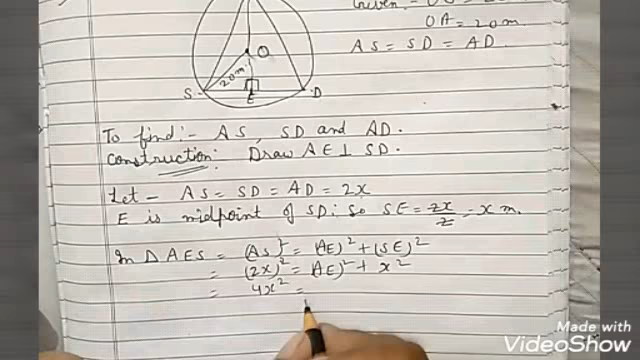 OA = 20m.
AS = SD = AD.
O
20m
S
E
D
To find:- AS, SD and AD.
Construction: Draw AE ⊥ SD.
Let - AS = SD = AD = 2x
E is midpoint of SD: So SE = 2x/2 = x m.
In △ AES = (AS)² = (AE)² + (SE)²
= (2x)² = (AE)² + x²
= 4x² =
Made with
VideoShow